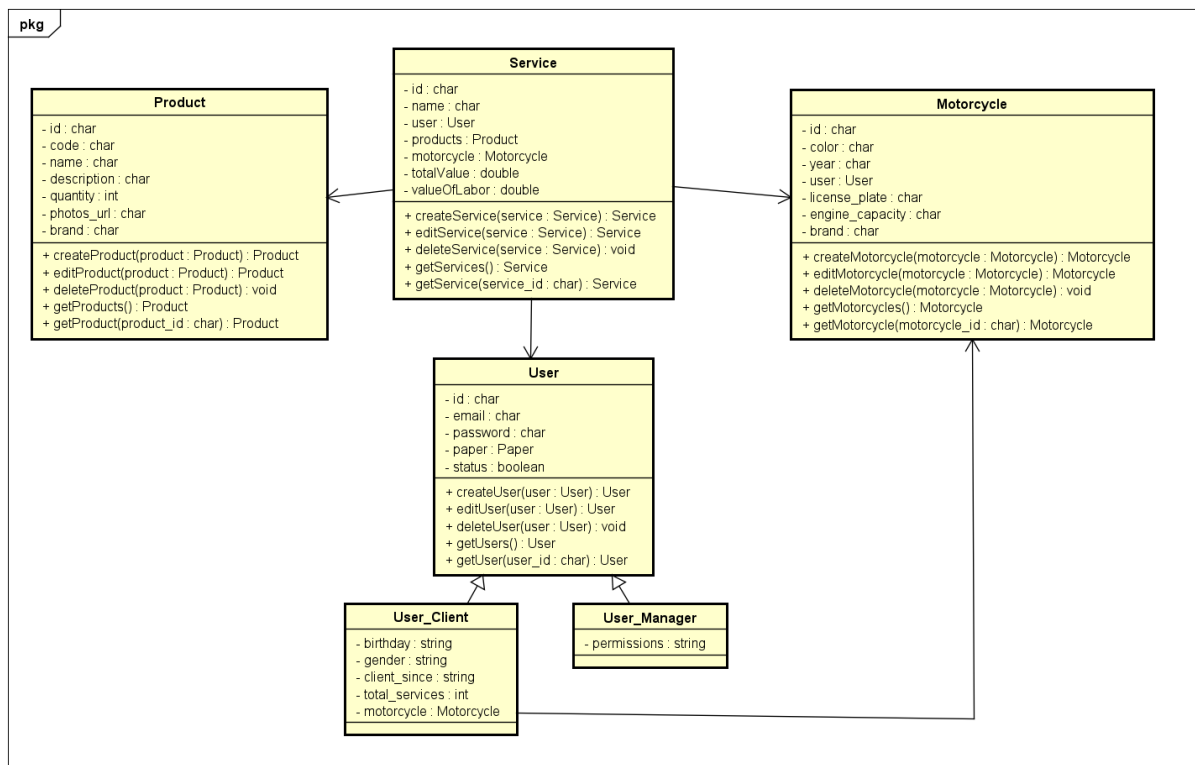 pkg
Service
- id : char
- name : char
- user : User
- products : Product
- motorcycle : Motorcycle
- totalValue : double
- valueOfLabor : double
+ createService(service : Service) : Service
+ editService(service : Service) : Service
+ deleteService(service : Service) : void
+ getServices() : Service
+ getService(service_id : char) : Service
Product
- id : char
- code : char
- name : char
- description : char
- quantity : int
- photos_url : char
- brand : char
+ createProduct(product : Product) : Product
+ editProduct(product : Product) : Product
+ deleteProduct(product : Product) : void
+ getProducts() : Product
+ getProduct(product_id : char) : Product
Motorcycle
- id : char
- color : char
- year : char
- user : User
- license_plate : char
- engine_capacity : char
- brand : char
+ createMotorcycle(motorcycle : Motorcycle) : Motorcycle
+ editMotorcycle(motorcycle : Motorcycle) : Motorcycle
+ deleteMotorcycle(motorcycle : Motorcycle) : void
+ getMotorcycles() : Motorcycle
+ getMotorcycle(motorcycle_id : char) : Motorcycle
User
- id : char
- email : char
- password : char
- paper : Paper
- status : boolean
+ createUser(user : User) : User
+ editUser(user : User) : User
+ deleteUser(user : User) : void
+ getUsers() : User
+ getUser(user_id : char) : User
User_Client
- birthday : string
- gender : string
- client_since : string
- total_services : int
- motorcycle : Motorcycle
User_Manager
- permissions : string